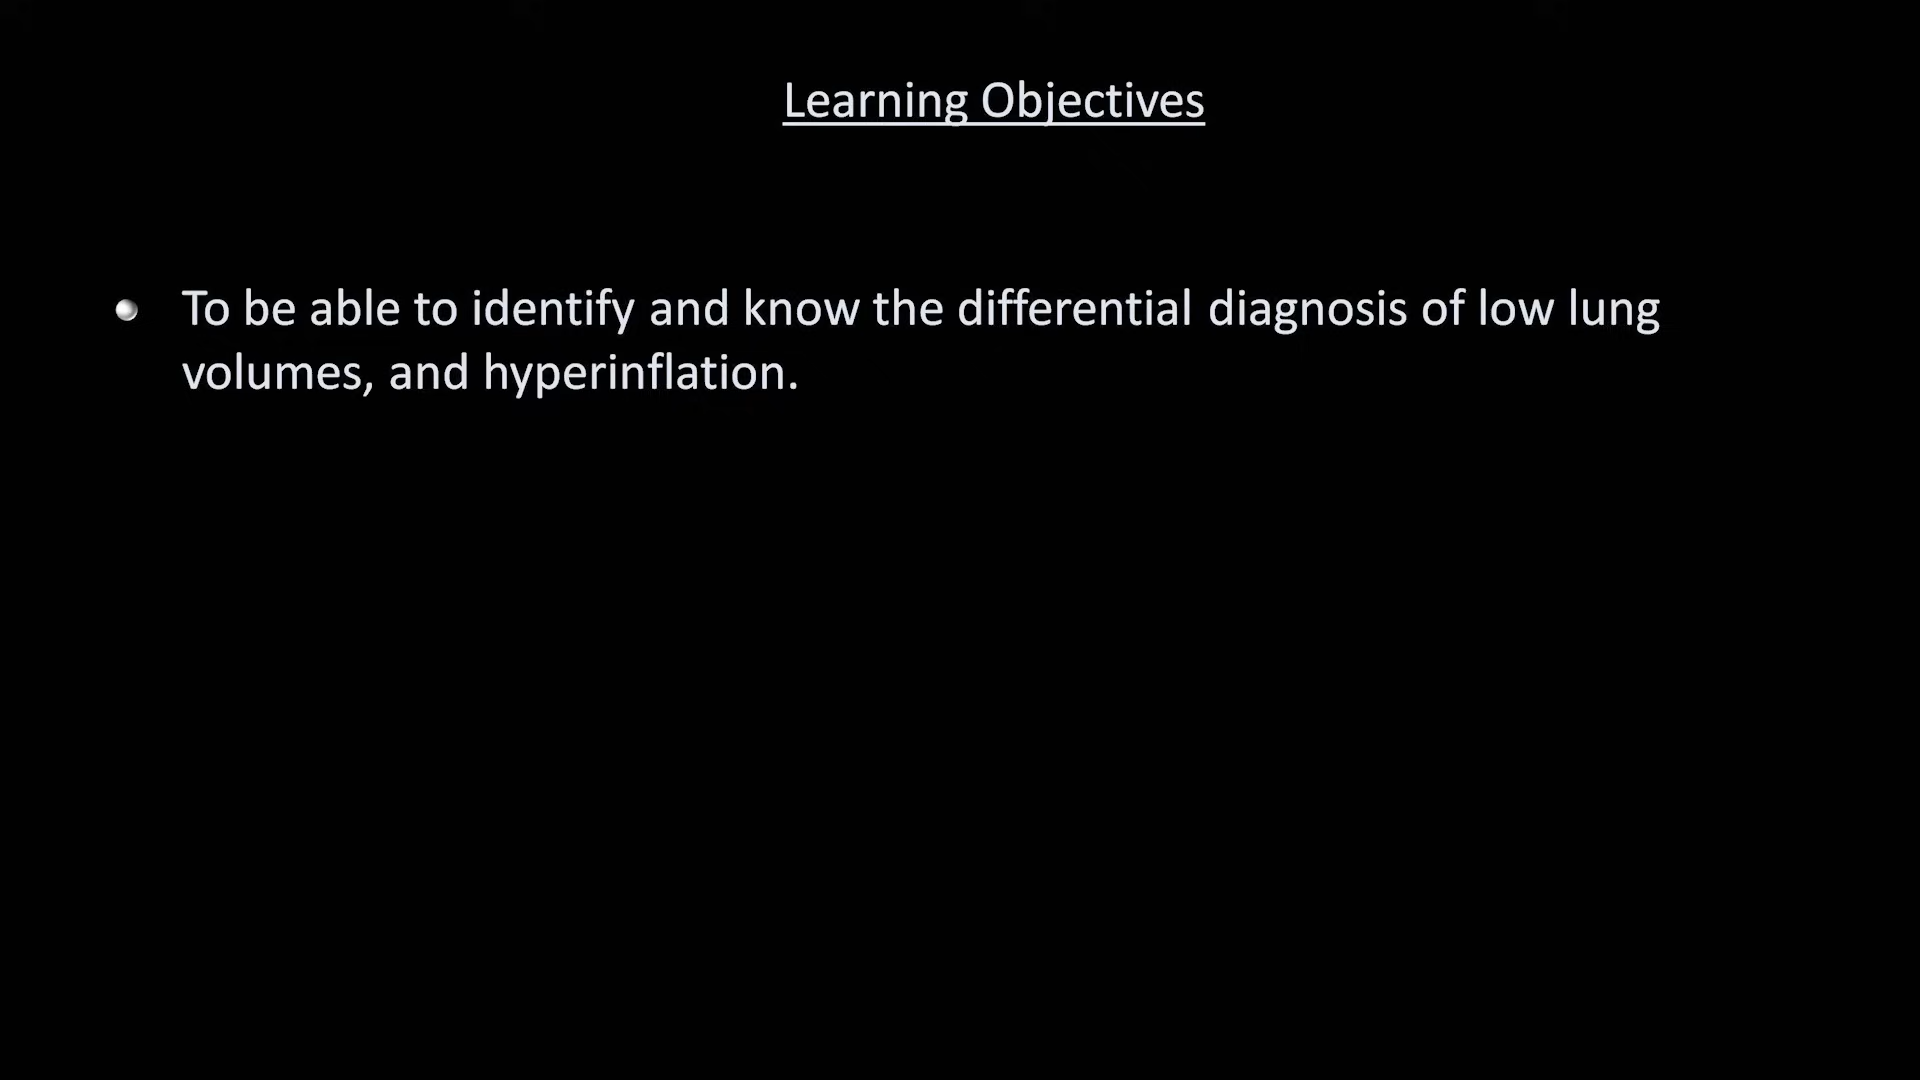 Learning Objectives
To be able to identify and know the differential diagnosis of low lung
volumes, and hyperinflation.